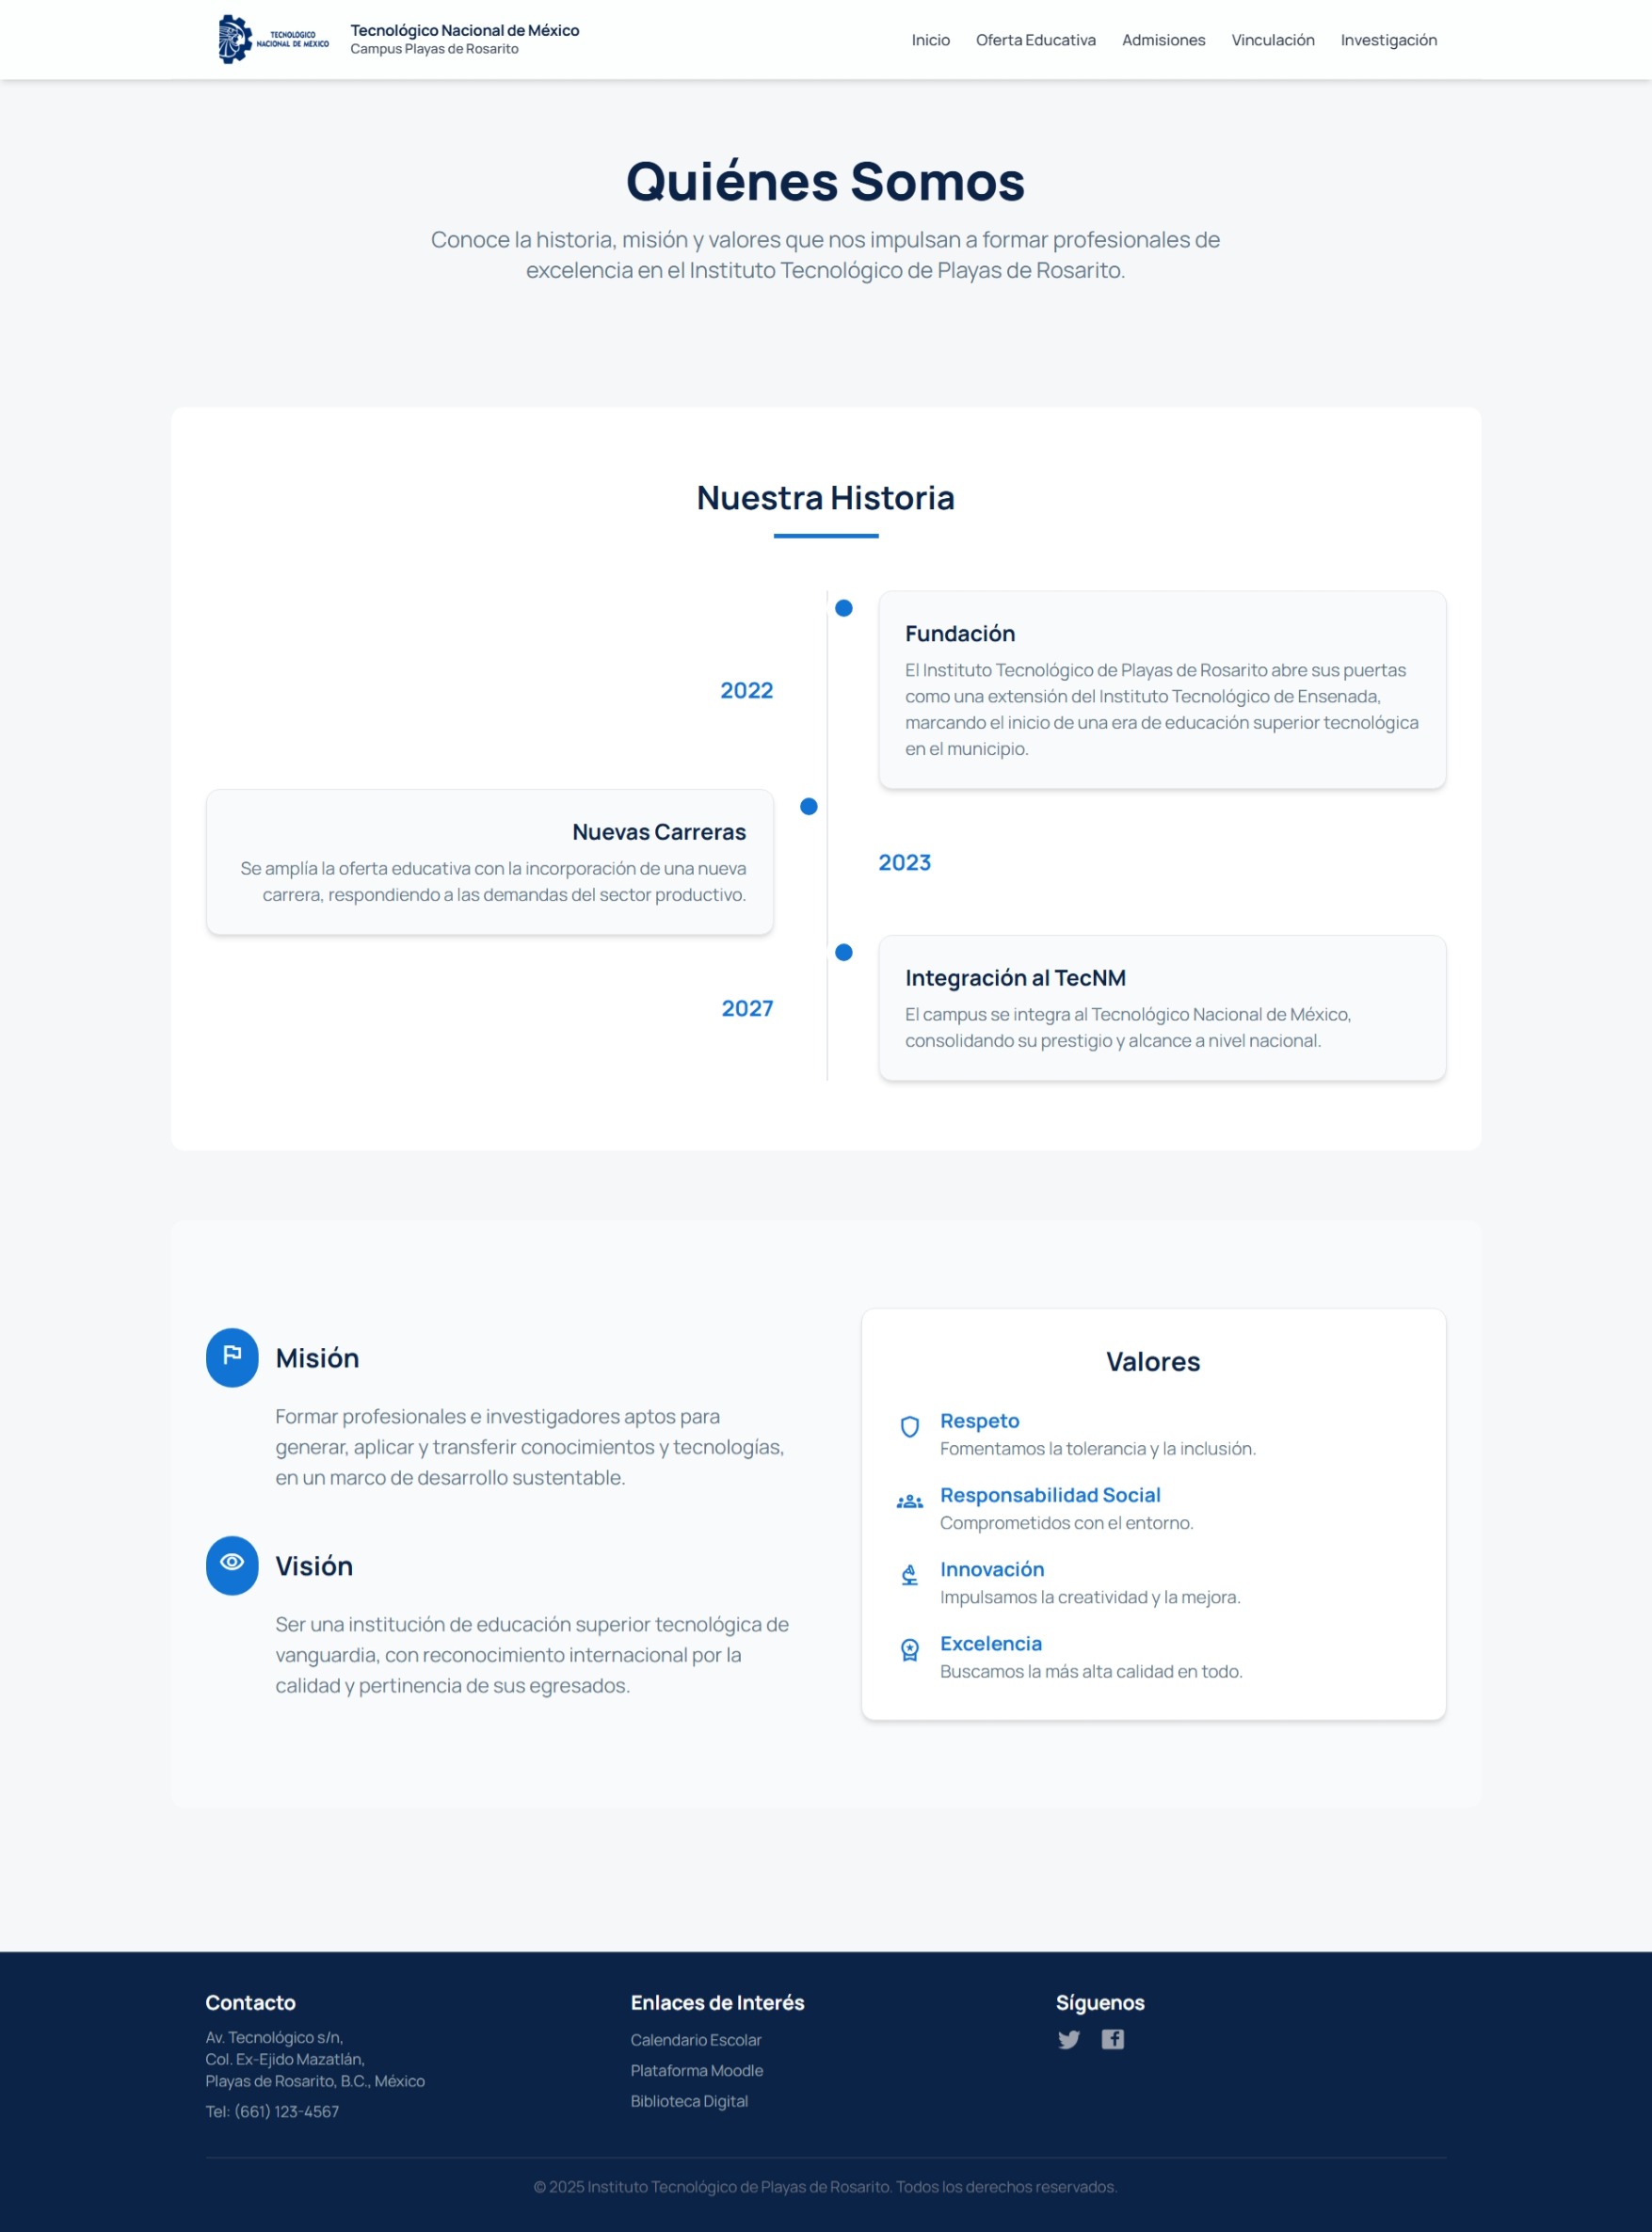 TECNOLÓGICO
NACIONAL DE MÉXICO
Tecnológico Nacional de México
Campus Playas de Rosarito
Inicio
Oferta Educativa
Admisiones
Vinculación
Investigación
Quiénes Somos
Conoce la historia, misión y valores que nos impulsan a formar profesionales de
excelencia en el Instituto Tecnológico de Playas de Rosarito.
Nuestra Historia
2022
Fundación
El Instituto Tecnológico de Playas de Rosarito abre sus puertas
como una extensión del Instituto Tecnológico de Ensenada,
marcando el inicio de una era de educación superior tecnológica
en el municipio.
Nuevas Carreras
Se amplía la oferta educativa con la incorporación de una nueva
carrera, respondiendo a las demandas del sector productivo.
2023
2027
Integración al TecNM
El campus se integra al Tecnológico Nacional de México,
consolidando su prestigio y alcance a nivel nacional.
Misión
Formar profesionales e investigadores aptos para
generar, aplicar y transferir conocimientos y tecnologías,
en un marco de desarrollo sustentable.
Visión
Ser una institución de educación superior tecnológica de
vanguardia, con reconocimiento internacional por la
calidad y pertinencia de sus egresados.
Valores
Respeto
Fomentamos la tolerancia y la inclusión.
Responsabilidad Social
Comprometidos con el entorno.
Innovación
Impulsamos la creatividad y la mejora.
Excelencia
Buscamos la más alta calidad en todo.
Contacto
Av. Tecnológico s/n,
Col. Ex-Ejido Mazatlán,
Playas de Rosarito, B.C., México
Tel: (661) 123-4567
Enlaces de Interés
Calendario Escolar
Plataforma Moodle
Biblioteca Digital
Síguenos
© 2025 Instituto Tecnológico de Playas de Rosarito. Todos los derechos reservados.